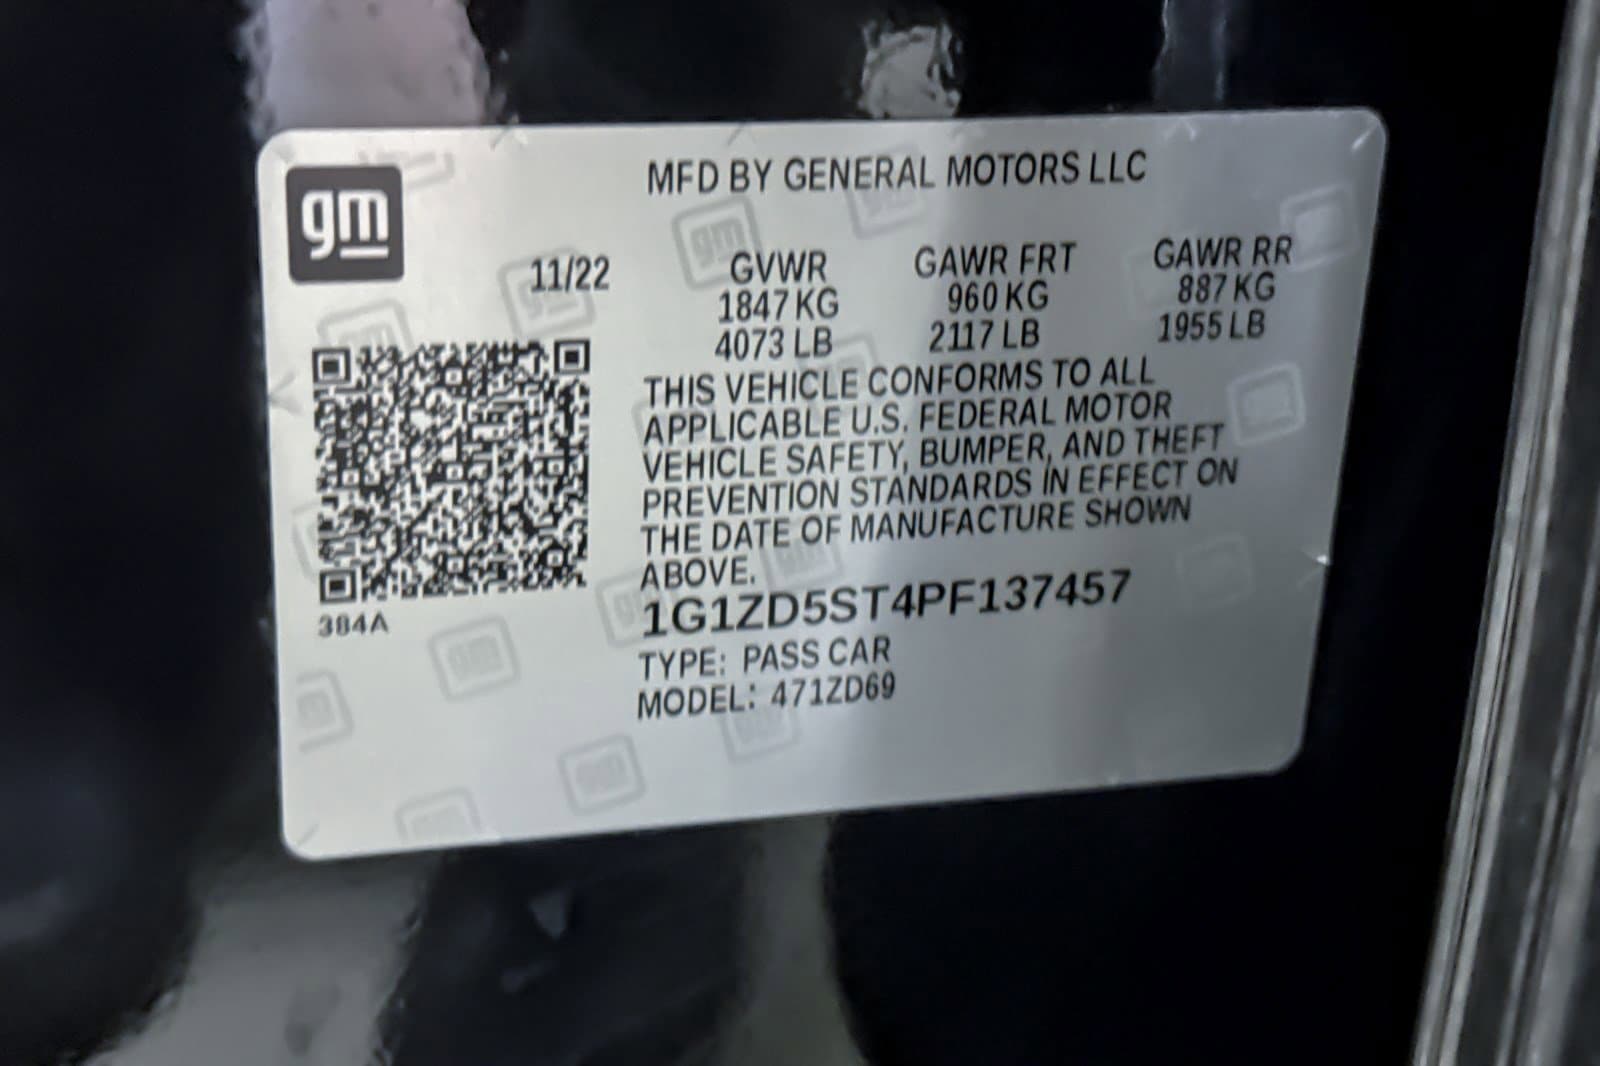 gm
MFD BY GENERAL MOTORS LLC
11/22
GVWR
1847 KG
4073 LB
GAWR FRT
960 KG
2117 LB
GAWR RR
887 KG
1955 LB
THIS VEHICLE CONFORMS TO ALL
APPLICABLE U.S. FEDERAL MOTOR
VEHICLE SAFETY, BUMPER, AND THEFT
PREVENTION STANDARDS IN EFFECT ON
THE DATE OF MANUFACTURE SHOWN
ABOVE.
384A
1G1ZD5ST4PF137457
TYPE: PASS CAR
MODEL: 471ZD69